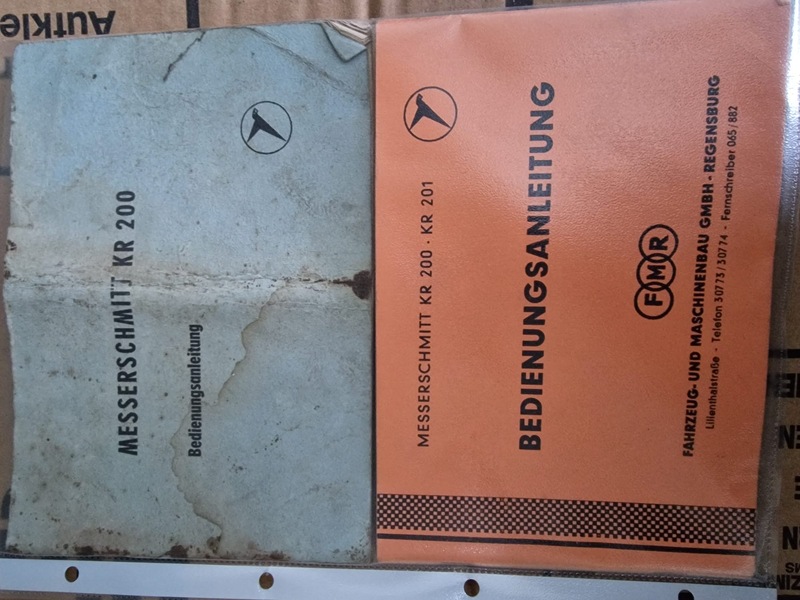 MESSERSCHMITT KR 200
Bedienungsanleitung
MESSERSCHMITT KR 200 · KR 201
BEDIENUNGSANLEITUNG
FMR
FAHRZEUG- UND MASCHINENBAU GMBH · REGENSBURG
Lilienthalstraße · Telefon 30773/30774 · Fernschreiber 065/882
Autkle